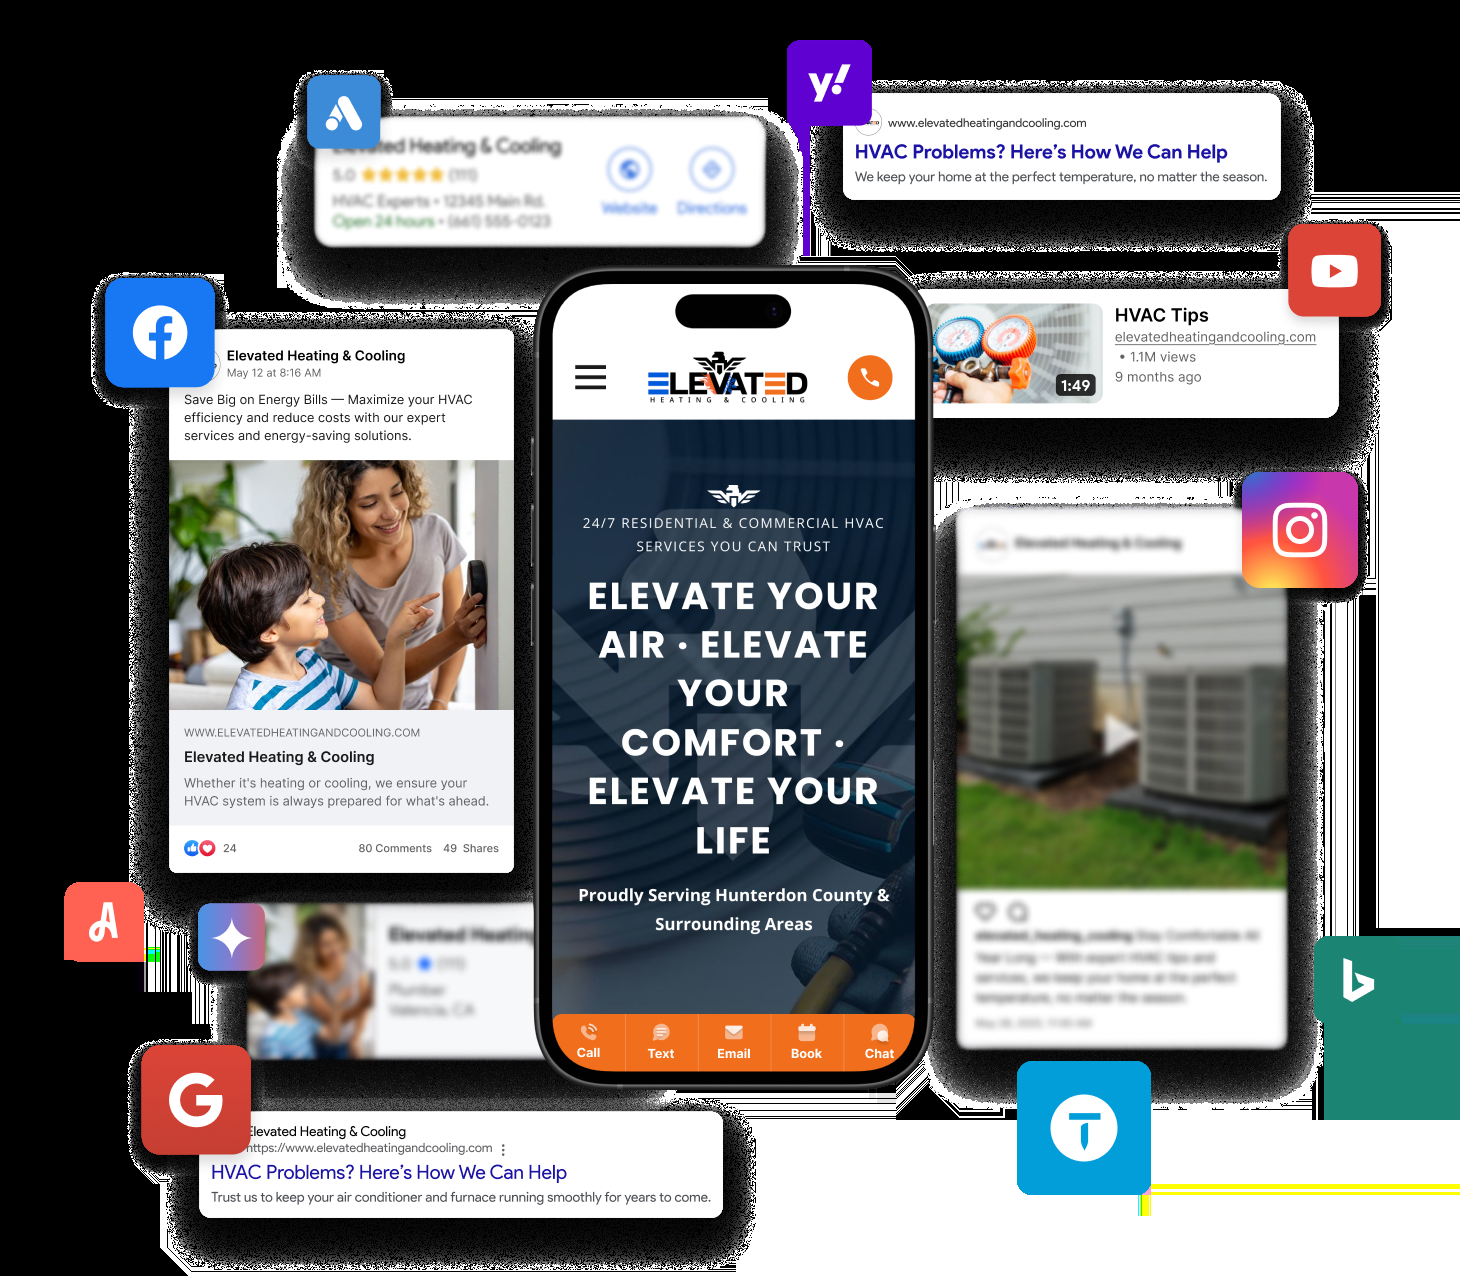 Elevated Heating & Cooling
5.0 (111)
HVAC Experts • 12345 Main Rd.
Open 24 hours • (661) 555-0123
Website
Directions
y!
www.elevatedheatingandcooling.com
HVAC Problems? Here's How We Can Help
We keep your home at the perfect temperature, no matter the season.
HVAC Tips
elevatedheatingandcooling.com
• 1.1M views
9 months ago
1:49
Elevated Heating & Cooling
May 12 at 8:16 AM
Save Big on Energy Bills — Maximize your HVAC
efficiency and reduce costs with our expert
services and energy-saving solutions.
WWW.ELEVATEDHEATINGANDCOOLING.COM
Elevated Heating & Cooling
Whether it's heating or cooling, we ensure your
HVAC system is always prepared for what's ahead.
24
80 Comments 49 Shares
ELEVATED
HEATING & COOLING
24/7 RESIDENTIAL & COMMERCIAL HVAC
SERVICES YOU CAN TRUST
ELEVATE YOUR
AIR · ELEVATE
YOUR
COMFORT ·
ELEVATE YOUR
LIFE
Proudly Serving Hunterdon County &
Surrounding Areas
Call
Text
Email
Book
Chat
Elevated Heating & Cooling
elevated_heating_cooling Stay Comfortable All
Year Long — With expert HVAC tips and
services, we keep your home at the perfect
temperature, no matter the season.
Elevated Heating
5.0 (111)
Plumber
Valencia, CA
G
Elevated Heating & Cooling
https://www.elevatedheatingandcooling.com
HVAC Problems? Here's How We Can Help
Trust us to keep your air conditioner and furnace running smoothly for years to come.